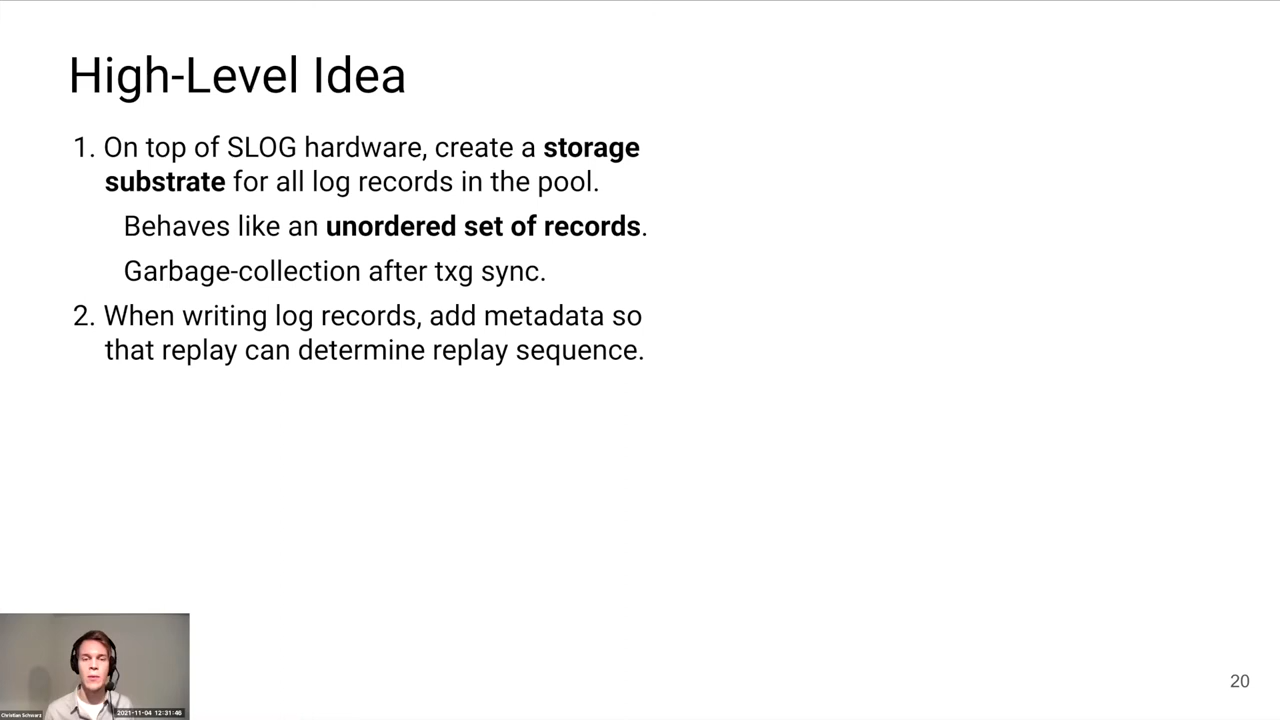 High-Level Idea
1. On top of SLOG hardware, create a storage
substrate for all log records in the pool.
Behaves like an unordered set of records.
Garbage-collection after txg sync.
2. When writing log records, add metadata so
that replay can determine replay sequence.
Christian Schwarz
2021-11-04 12:31:46
20